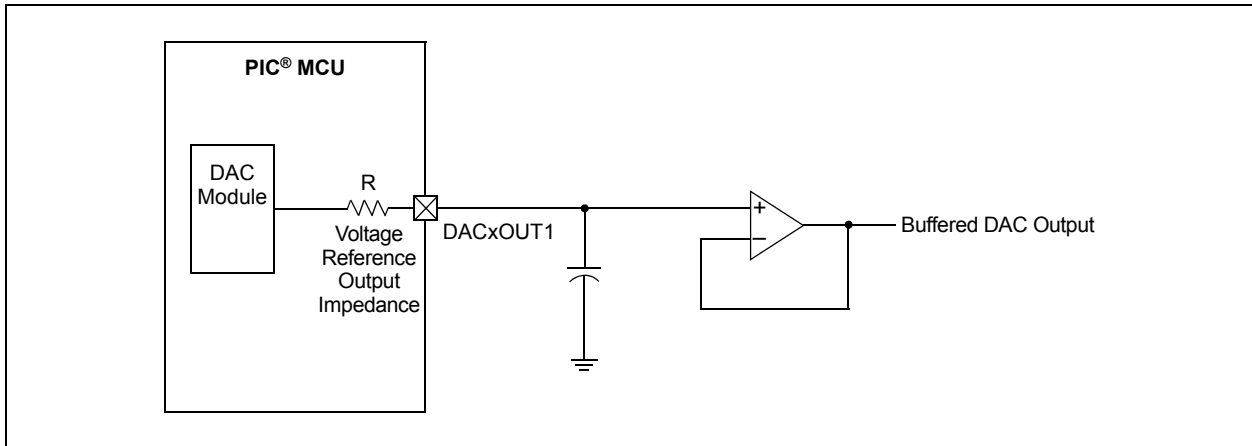 PIC® MCU
DAC
Module
R
DACxOUT1
Voltage
Reference
Output
Impedance
+
–
Buffered DAC Output